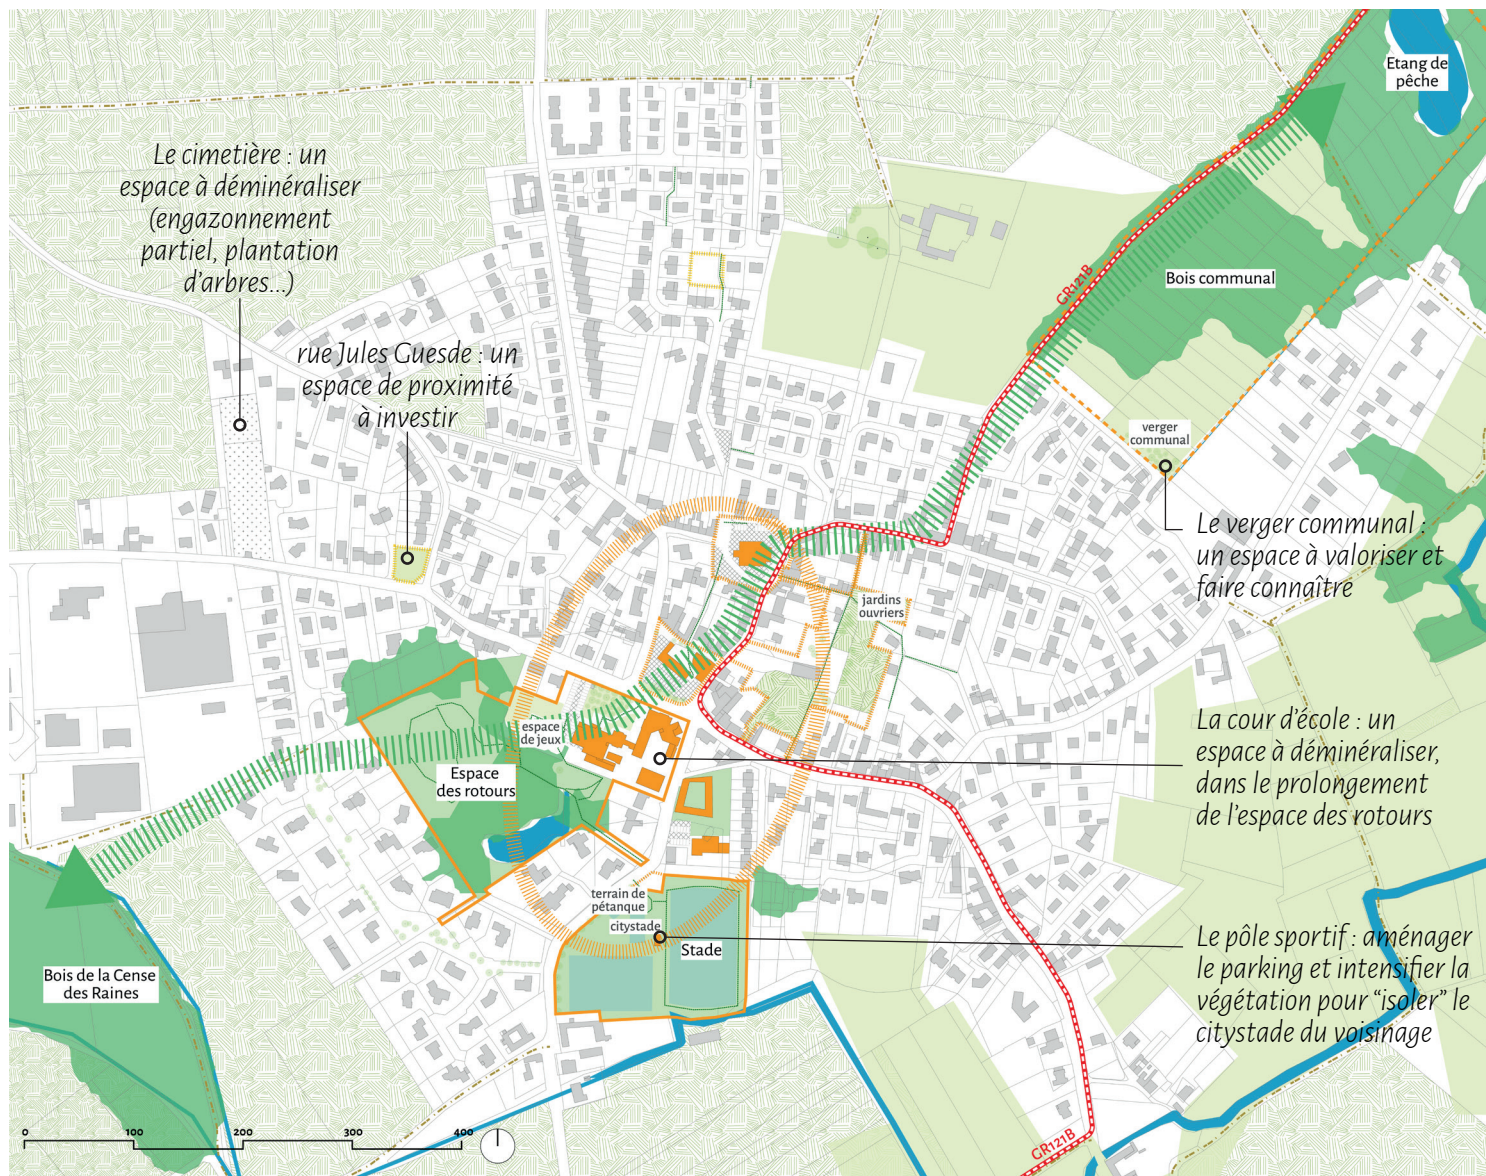 Etang de
pêche
Le cimetière : un
espace à déminéraliser
(engazonnement
partiel, plantation
d'arbres...)
GR121B
Bois communal
rue Jules Guesde : un
espace de proximité
à investir
verger
communal
Le verger communal :
un espace à valoriser et
faire connaître
jardins
ouvriers
espace
de jeux
Espace
des rotours
La cour d'école : un
espace à déminéraliser,
dans le prolongement
de l'espace des rotours
terrain de
pétanque
citystade
Stade
Le pôle sportif : aménager
le parking et intensifier la
végétation pour “isoler” le
citystade du voisinage
Bois de la Cense
des Raines
0 100 200 300 400
GR121B